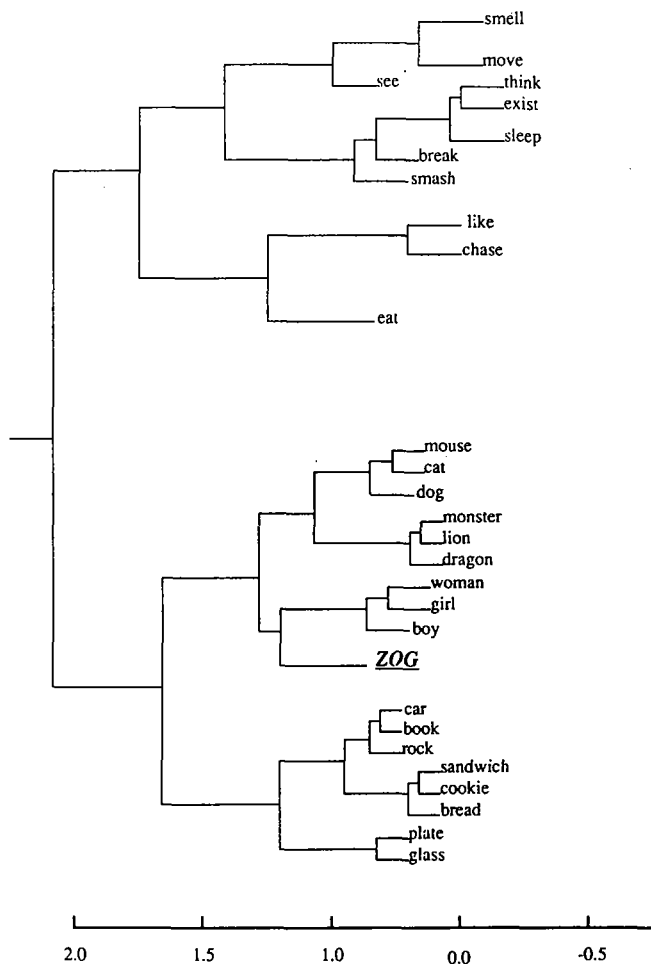 smell
move
see
think
exist
sleep
break
smash
like
chase
eat
mouse
cat
dog
monster
lion
dragon
woman
girl
boy
ZOG
car
book
rock
sandwich
cookie
bread
plate
glass
2.0 1.5 1.0 0.0 -0.5